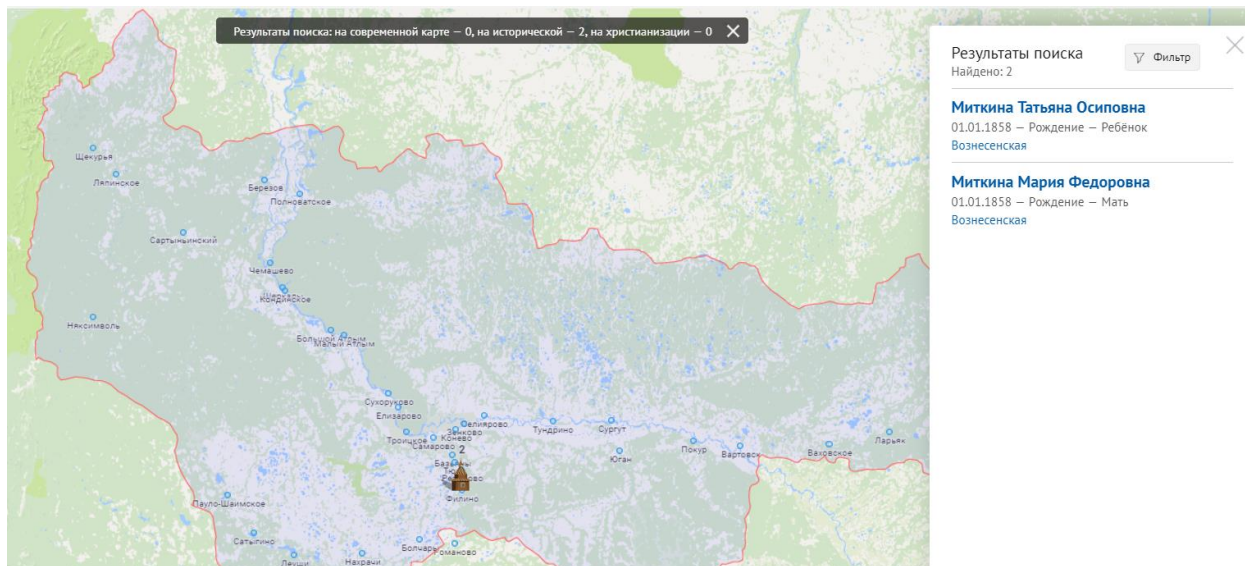 Результаты поиска: на современной карте — 0, на исторической — 2, на христианизации — 0
Результаты поиска
Фильтр
Найдено: 2
Миткина Татьяна Осиповна
01.01.1858 — Рождение — Ребёнок
Вознесенская
Миткина Мария Федоровна
01.01.1858 — Рождение — Мать
Вознесенская
Щекурья
Ляпинское
Березов
Полноватское
Сартыньинский
Чемашево
Кондинское
Няксимволь
Большой Атлым
Малый Атлым
Сухоруково
Елизарово
Троицкое
Зенково
Конево
Самарово
2
Тундрино
Сургут
Юган
Покур
Вартовск
Ваховское
Ларьяк
Филино
Пауло-Шаимское
Сатыгино
Леуши
Нахрачи
Болчары
Романово